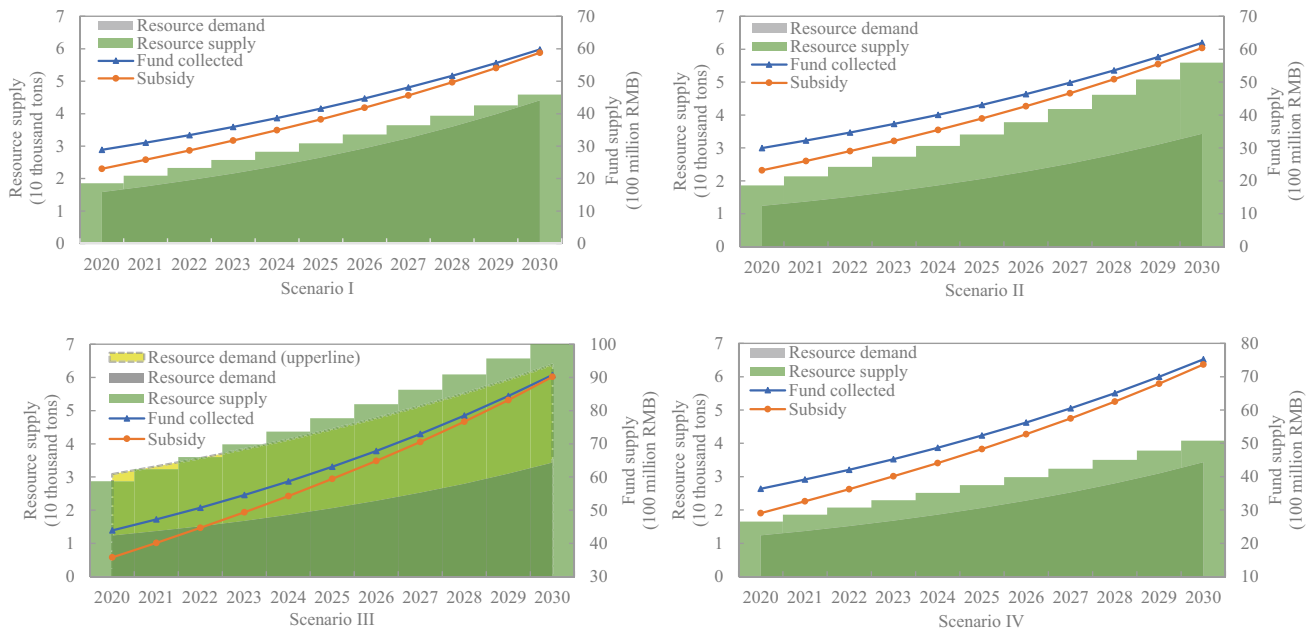 Resource demand
Resource supply
Fund collected
Subsidy
7
6
5
4
3
2
1
0
Resource supply
(10 thousand tons)
70
60
50
40
30
20
10
0
Fund supply
(100 million RMB)
2020 2021 2022 2023 2024 2025 2026 2027 2028 2029 2030
Scenario I
Resource demand
Resource supply
Fund collected
Subsidy
7
6
5
4
3
2
1
0
Resource supply
(10 thousand tons)
70
60
50
40
30
20
10
0
Fund supply
(100 million RMB)
2020 2021 2022 2023 2024 2025 2026 2027 2028 2029 2030
Scenario II
Resource demand (upperline)
Resource demand
Resource supply
Fund collected
Subsidy
7
6
5
4
3
2
1
0
Resource supply
(10 thousand tons)
100
90
80
70
60
50
40
30
Fund supply
(100 million RMB)
2020 2021 2022 2023 2024 2025 2026 2027 2028 2029 2030
Scenario III
Resource demand
Resource supply
Fund collected
Subsidy
7
6
5
4
3
2
1
0
Resource supply
(10 thousand tons)
80
70
60
50
40
30
20
10
Fund supply
(100 million RMB)
2020 2021 2022 2023 2024 2025 2026 2027 2028 2029 2030
Scenario IV